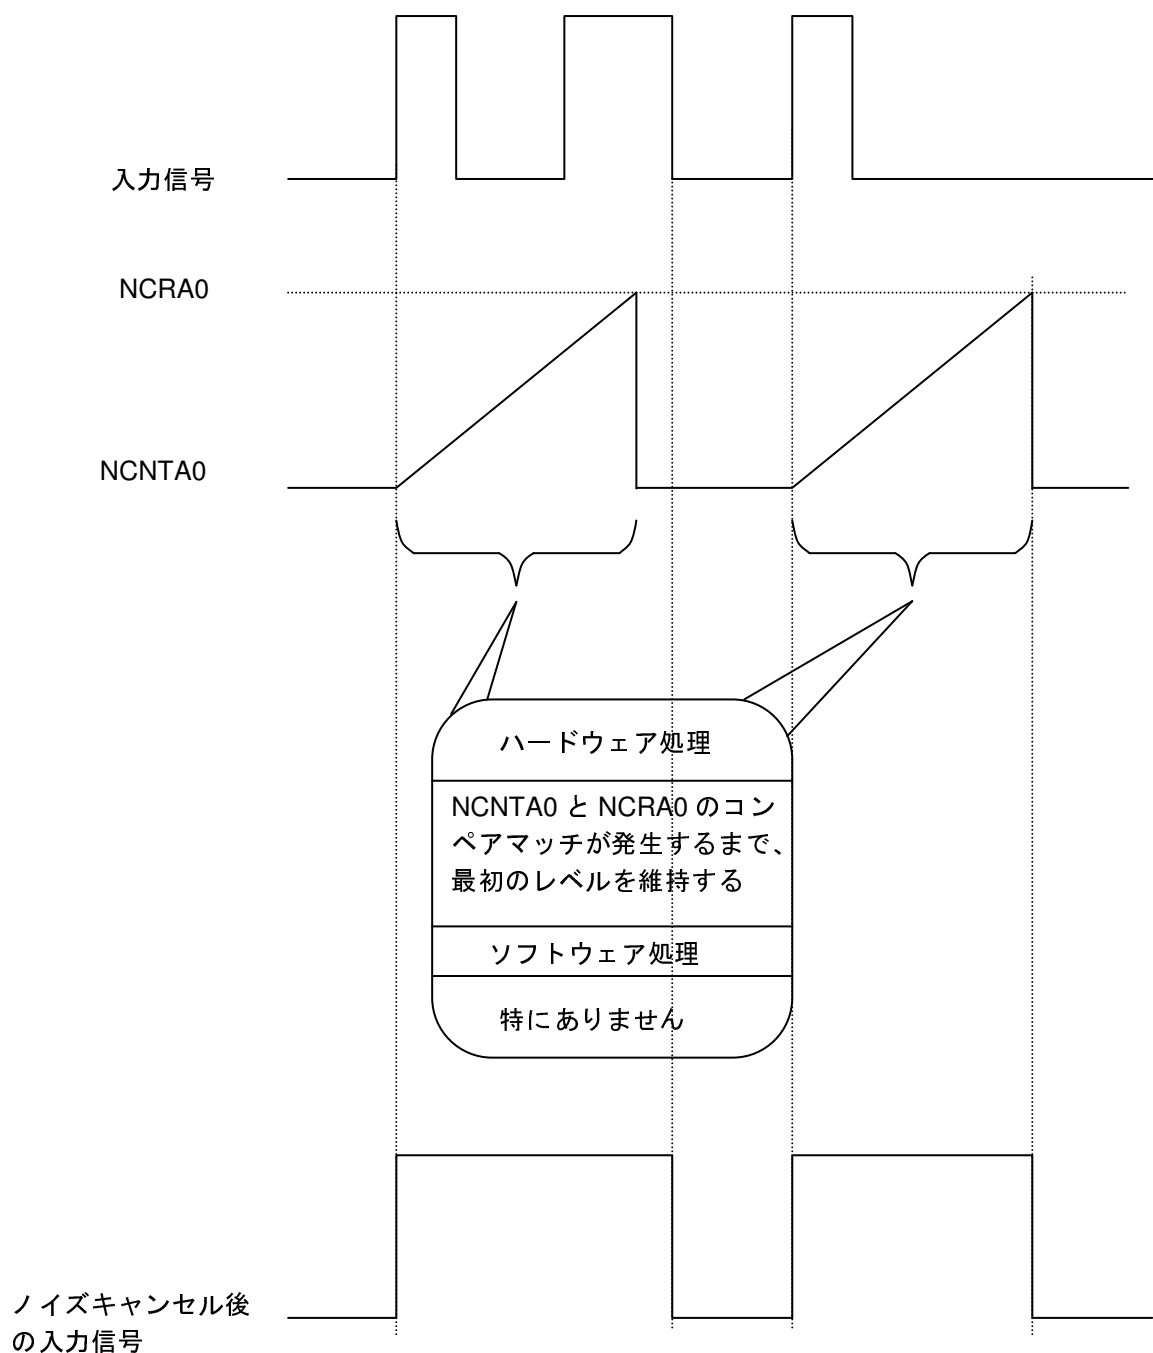 入力信号
NCRA0
NCNTA0
ハードウェア処理
NCNTA0 と NCRA0 のコン
ペアマッチが発生するまで、
最初のレベルを維持する
ソフトウェア処理
特にありません
ノイズキャンセル後
の入力信号